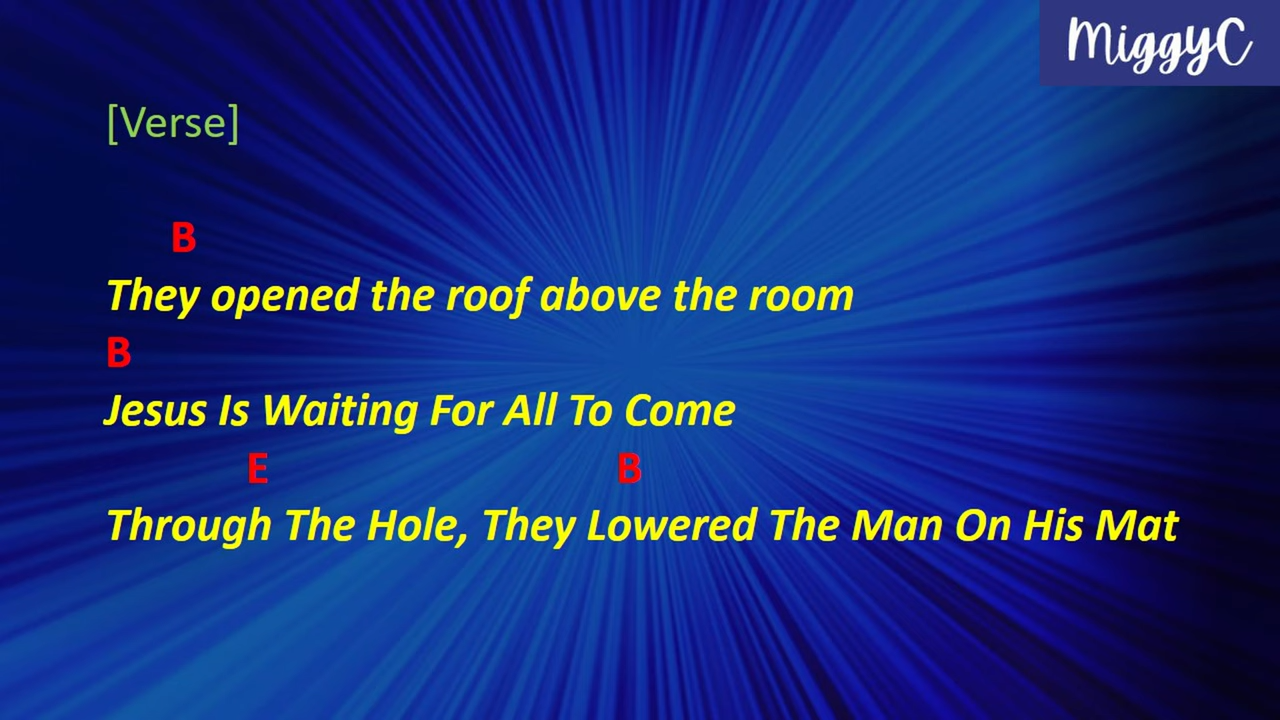 MiggyC
[Verse]
B
They opened the roof above the room
B
Jesus Is Waiting For All To Come
E B
Through The Hole, They Lowered The Man On His Mat